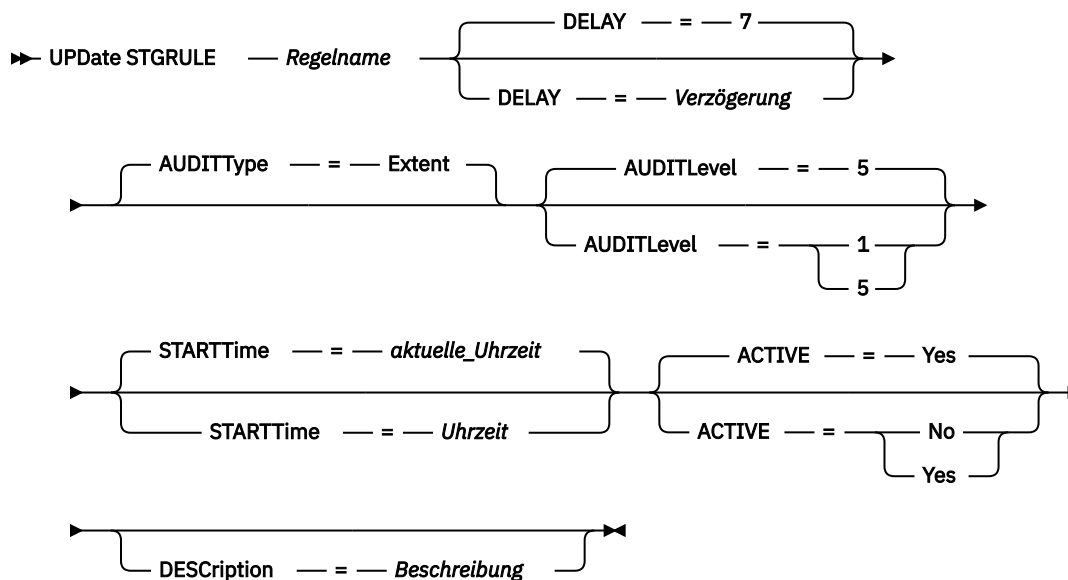 DELAY = 7
UPDate STGRULE Regelname
DELAY = Verzögerung
AUDITType = Extent
AUDITLevel = 5
AUDITLevel = 1
5
STARTTime = aktuelle_Uhrzeit
STARTTime = Uhrzeit
ACTIVE = Yes
ACTIVE = No
Yes
DESCription = Beschreibung